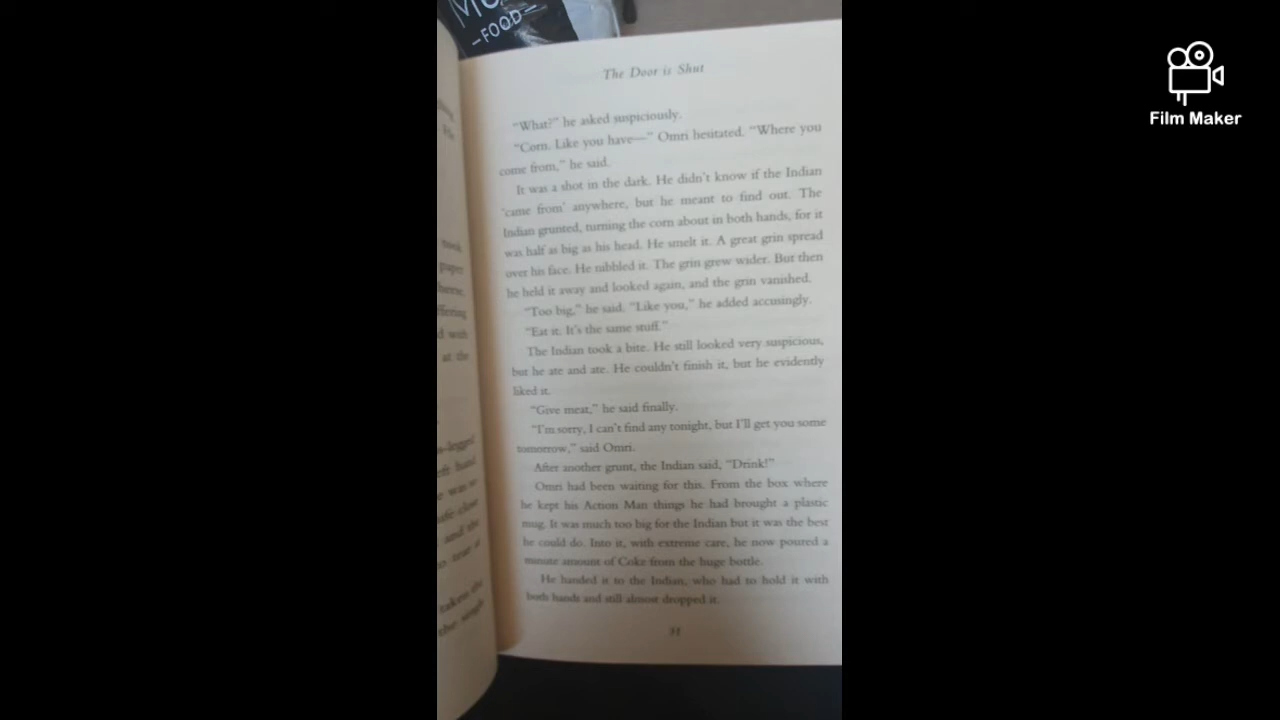 -FOOD-
The Door is Shut
"What?" he asked suspiciously.
"Corn. Like you have—" Omri hesitated. "Where you
come from," he said.
It was a shot in the dark. He didn't know if the Indian
'came from' anywhere, but he meant to find out. The
Indian grunted, turning the corn about in both hands, for it
was half as big as his head. He smelt it. A great grin spread
over his face. He nibbled it. The grin grew wider. But then
he held it away and looked again, and the grin vanished.
"Too big," he said. "Like you," he added accusingly.
"Eat it. It's the same stuff."
The Indian took a bite. He still looked very suspicious,
but he ate and ate. He couldn't finish it, but he evidently
liked it.
"Give meat," he said finally.
"I'm sorry, I can't find any tonight, but I'll get you some
tomorrow," said Omri.
After another grunt, the Indian said, "Drink!"
Omri had been waiting for this. From the box where
he kept his Action Man things he had brought a plastic
mug. It was much too big for the Indian but it was the best
he could do. Into it, with extreme care, he now poured a
minute amount of Coke from the huge bottle.
He handed it to the Indian, who had to hold it with
both hands and still almost dropped it.
31
paper
at the
and the
the single
Film Maker